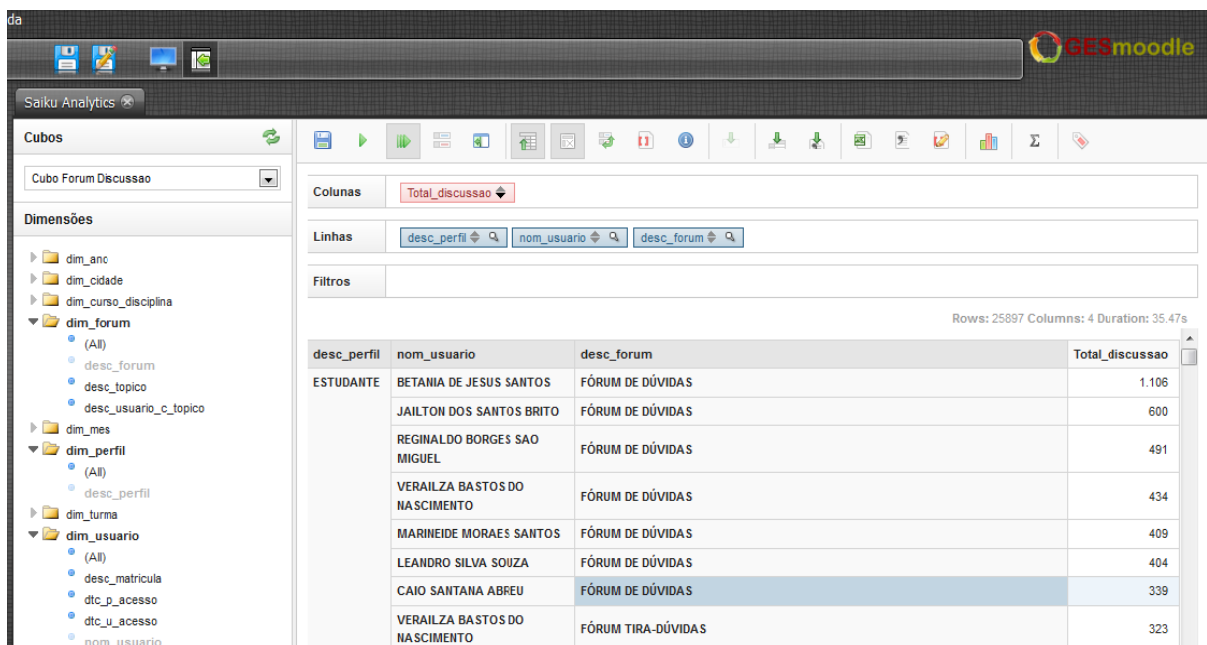 da
GESmoodle
Saiku Analytics
Cubos
Cubo Forum Discussao
Dimensões
dim_ano
dim_cidade
dim_curso_disciplina
dim_forum
(All)
desc_forum
desc_topico
desc_usuario_c_topico
dim_mes
dim_perfil
(All)
desc_perfil
dim_turma
dim_usuario
(All)
desc_matricula
dtc_p_acesso
dtc_u_acesso
nom_usuario
Colunas Total_discussao
Linhas desc_perfil nom_usuario desc_forum
Filtros
Rows: 25897 Columns: 4 Duration: 35.47s
desc_perfil nom_usuario desc_forum Total_discussao
ESTUDANTE BETANIA DE JESUS SANTOS FÓRUM DE DÚVIDAS 1.106
JAILTON DOS SANTOS BRITO FÓRUM DE DÚVIDAS 600
REGINALDO BORGES SAO
MIGUEL FÓRUM DE DÚVIDAS 491
VERAILZA BASTOS DO
NASCIMENTO FÓRUM DE DÚVIDAS 434
MARINEIDE MORAES SANTOS FÓRUM DE DÚVIDAS 409
LEANDRO SILVA SOUZA FÓRUM DE DÚVIDAS 404
CAIO SANTANA ABREU FÓRUM DE DÚVIDAS 339
VERAILZA BASTOS DO
NASCIMENTO FÓRUM TIRA-DÚVIDAS 323